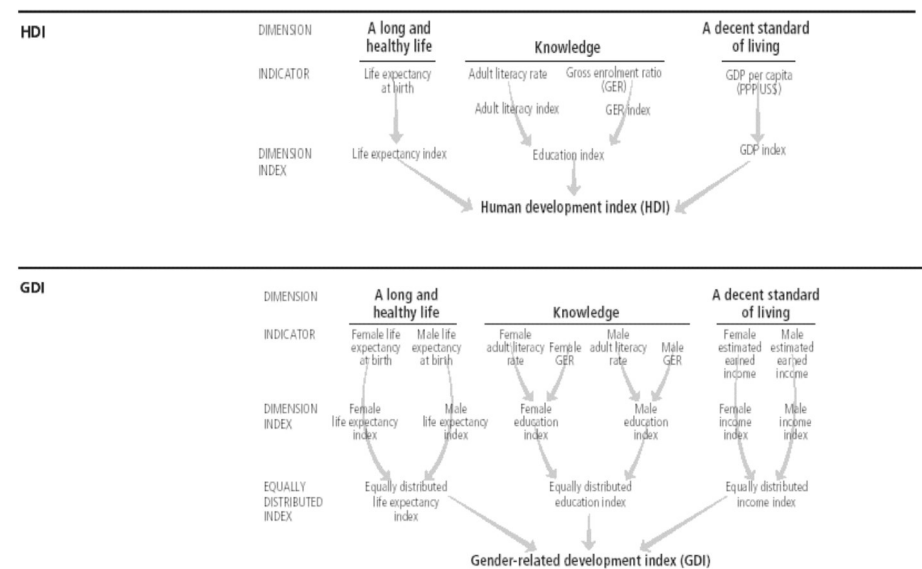 HDI
DIMENSION
A long and
healthy life
Knowledge
A decent standard
of living
INDICATOR
Life expectancy
at birth
Adult literacy rate
Gross enrolment ratio
(GER)
GDP per capita
(PPP US$)
Adult literacy index
GER index
DIMENSION
INDEX
Life expectancy index
Education index
GDP index
Human development index (HDI)
GDI
DIMENSION
A long and
healthy life
Knowledge
A decent standard
of living
INDICATOR
Female life
expectancy
at birth
Male life
expectancy
at birth
Female
adult literacy
rate
Female
GER
Male
adult literacy
rate
Male
GER
Female
estimated
earned
income
Male
estimated
earned
income
DIMENSION
INDEX
Female
life expectancy
index
Male
life expectancy
index
Female
education
index
Male
education
index
Female
income
index
Male
income
index
EQUALLY
DISTRIBUTED
INDEX
Equally distributed
life expectancy
index
Equally distributed
education index
Equally distributed
income index
Gender-related development index (GDI)